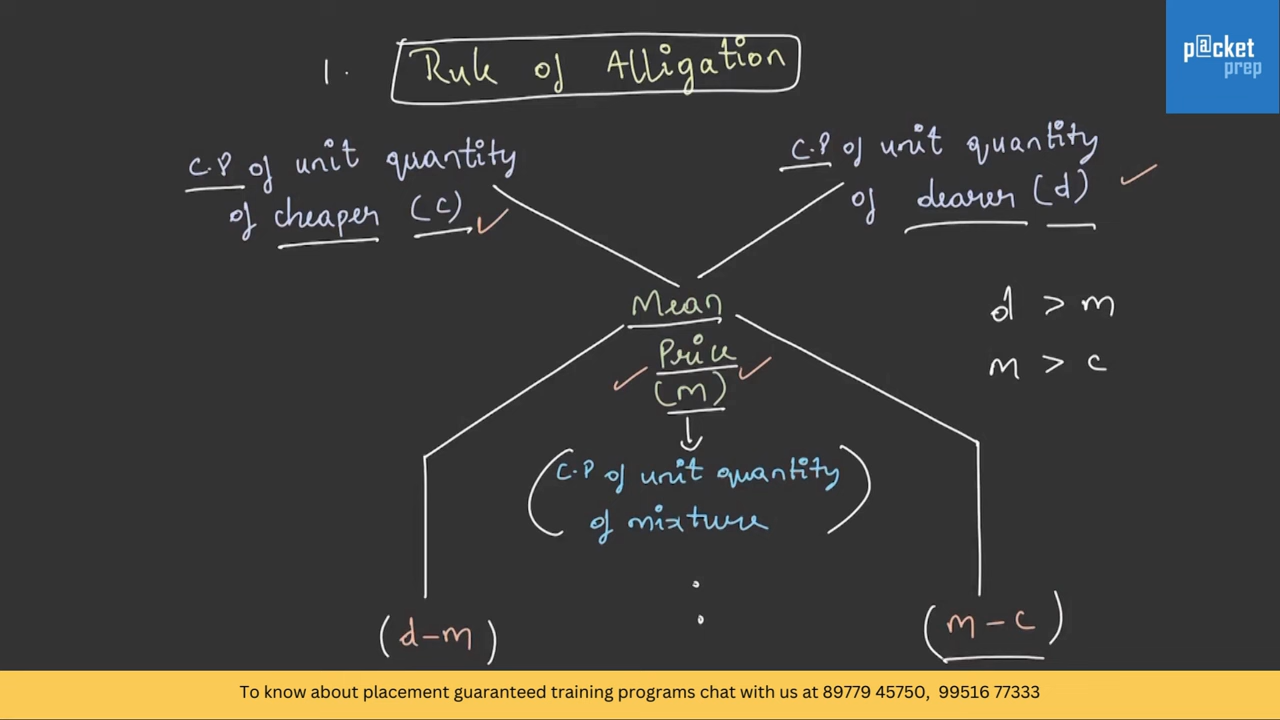 p@cket
prep
1. Rule of Alligation
C.P of unit quantity
of cheaper (c)
C.P of unit quantity
of dearer (d)
Mean
Price
(m)
d > m
m > c
(C.P of unit quantity
of mixture)
(d-m)
:
(m-c)
To know about placement guaranteed training programs chat with us at 89779 45750, 99516 77333